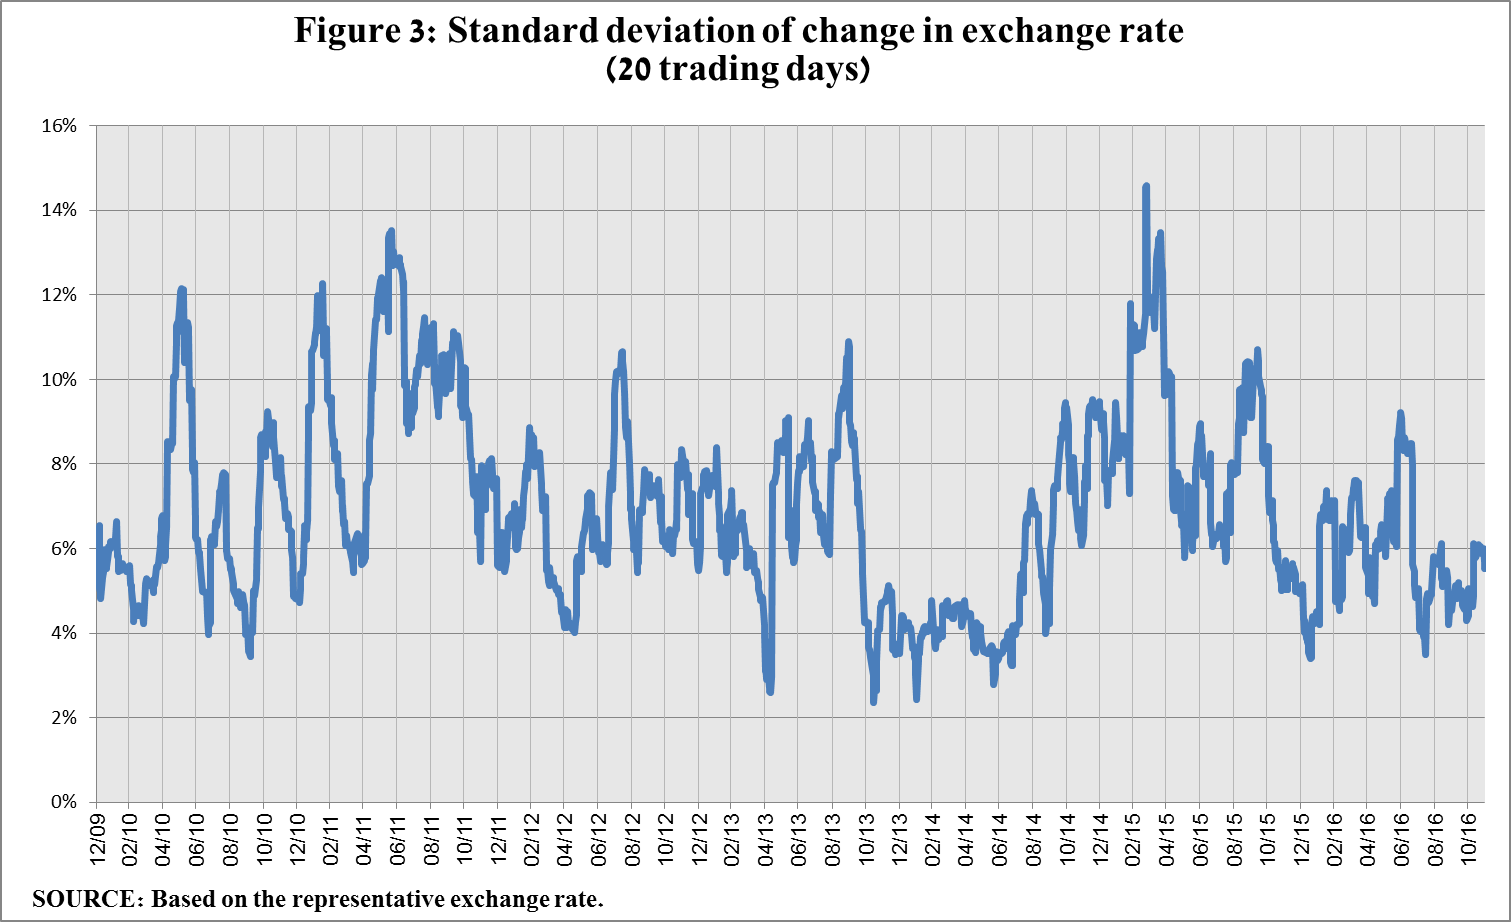 Figure 3: Standard deviation of change in exchange rate
(20 trading days)
16%
14%
12%
10%
8%
6%
4%
2%
0%
12/09 02/10 04/10 06/10 08/10 10/10 12/10 02/11 04/11 06/11 08/11 10/11 12/11 02/12 04/12 06/12 08/12 10/12 12/12 02/13 04/13 06/13 08/13 10/13 12/13 02/14 04/14 06/14 08/14 10/14 12/14 02/15 04/15 06/15 08/15 10/15 12/15 02/16 04/16 06/16 08/16 10/16
SOURCE: Based on the representative exchange rate.